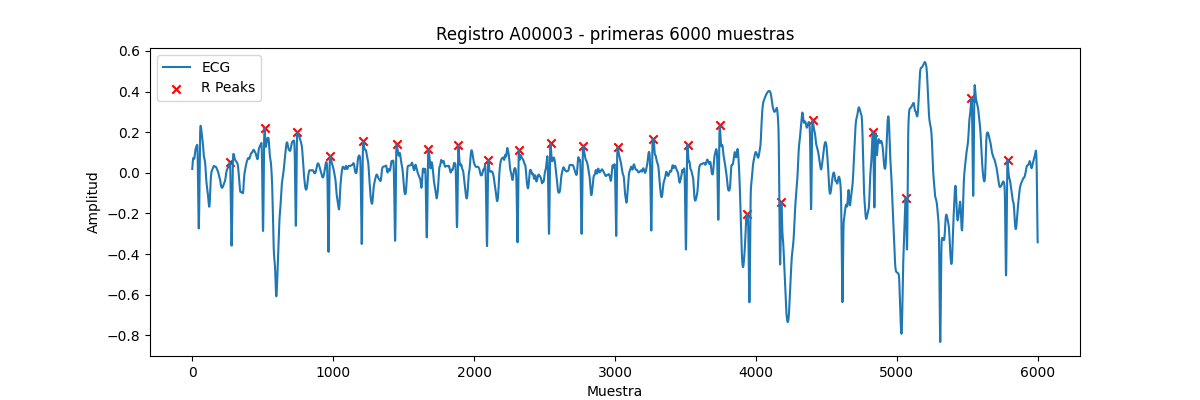 Registro A00003 - primeras 6000 muestras
ECG
R Peaks
Amplitud
0.6
0.4
0.2
0.0
−0.2
−0.4
−0.6
−0.8
0 1000 2000 3000 4000 5000 6000
Muestra